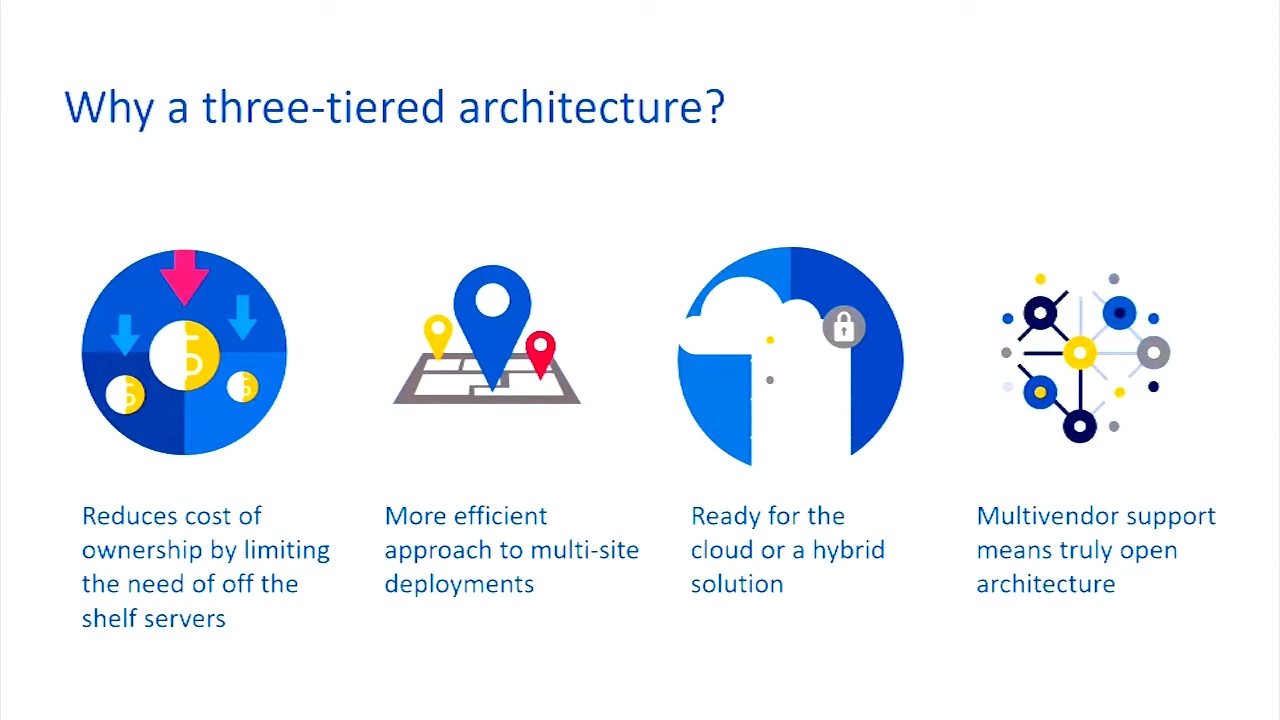 Why a three-tiered architecture?
Reduces cost of
ownership by limiting
the need of off the
shelf servers
More efficient
approach to multi-site
deployments
Ready for the
cloud or a hybrid
solution
Multivendor support
means truly open
architecture